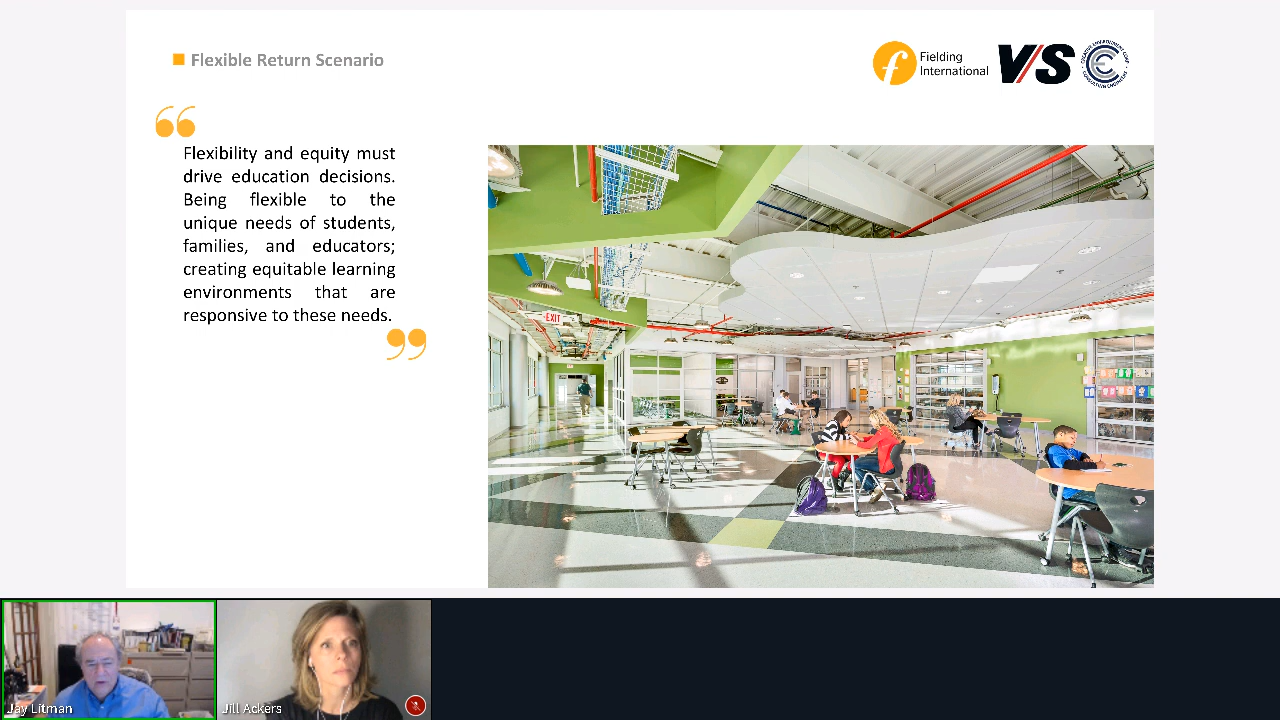 Flexible Return Scenario
Fielding
International
V/S
“
Flexibility and equity must
drive education decisions.
Being flexible to the
unique needs of students,
families, and educators;
creating equitable learning
environments that are
responsive to these needs.
”
EXIT
Jay Litman
Jill Ackers